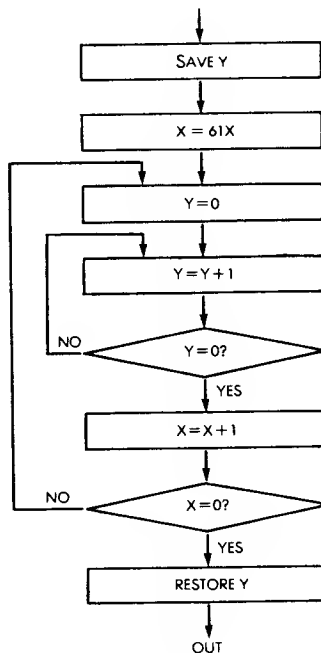 SAVE Y
X = 61X
Y=0
Y=Y+1
NO
Y=0?
YES
X=X+1
NO
X=0?
YES
RESTORE Y
OUT